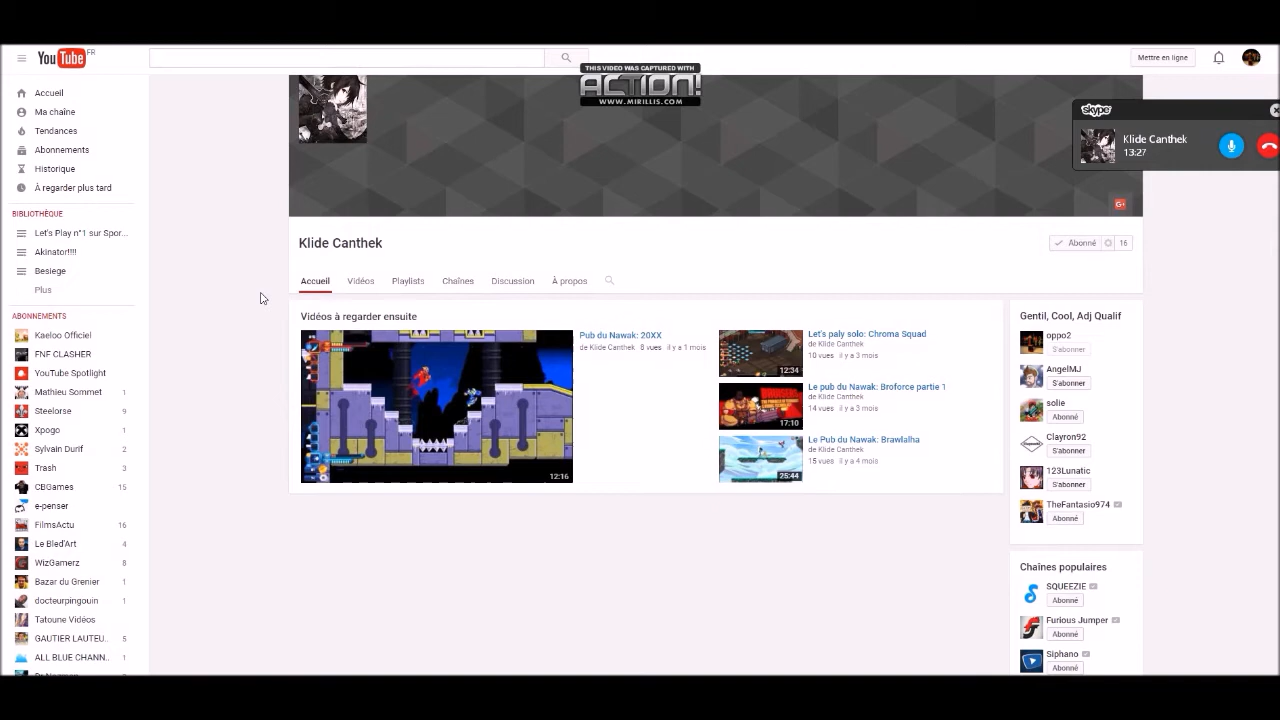 YouTube FR
Mettre en ligne
THIS VIDEO WAS CAPTURED WITH
ACTION!
WWW.MIRILLIS.COM
skype
Klide Canthek
13:27
Accueil
Ma chaîne
Tendances
Abonnements
Historique
À regarder plus tard
BIBLIOTHÈQUE
Let's Play n°1 sur Spor...
Akinator!!!!
Besiege
Plus
ABONNEMENTS
Kaeloo Officiel
FNF CLASHER
YouTube Spotlight
Mathieu Sommet 1
Steelorse 9
Xpogo 1
Sylvain Durif 2
Trash 3
CBGames 15
e-penser
FilmsActu 16
Le Bled'Art 4
WizGamerz 8
Bazar du Grenier 1
docteurpingouin 1
Tatoune Vidéos
GAUTIER LAUTEU.. 5
ALL BLUE CHANN.. 1
G+
Klide Canthek
Abonné 16
Accueil Vidéos Playlists Chaînes Discussion À propos
Vidéos à regarder ensuite
12:16
Pub du Nawak: 20XX
de Klide Canthek 8 vues il y a 1 mois
12:34
Let's paly solo: Chroma Squad
de Klide Canthek
10 vues il y a 3 mois
17:10
Le pub du Nawak: Broforce partie 1
de Klide Canthek
14 vues il y a 3 mois
25:44
Le Pub du Nawak: Brawlalha
de Klide Canthek
15 vues il y a 4 mois
Gentil, Cool, Adj Qualif
oppo2
S'abonner
AngelMJ
S'abonner
solie
Abonné
Clayron92
S'abonner
123Lunatic
S'abonner
TheFantasio974
Abonné
Chaînes populaires
SQUEEZIE
Abonné
Furious Jumper
Abonné
Siphano
Abonné